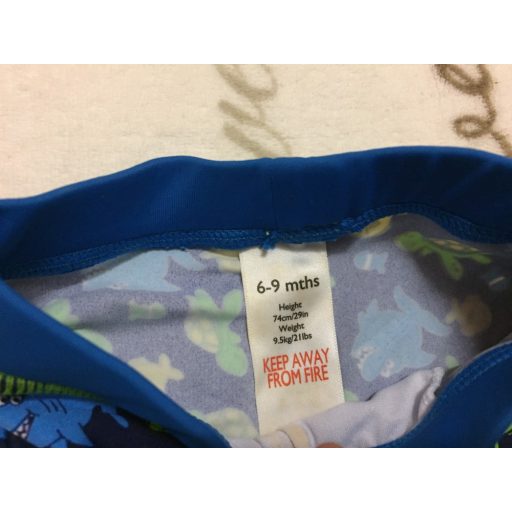 6-9 mths
Height
74cm/29in
Weight
9.5kg/21lbs
KEEP AWAY
FROM FIRE